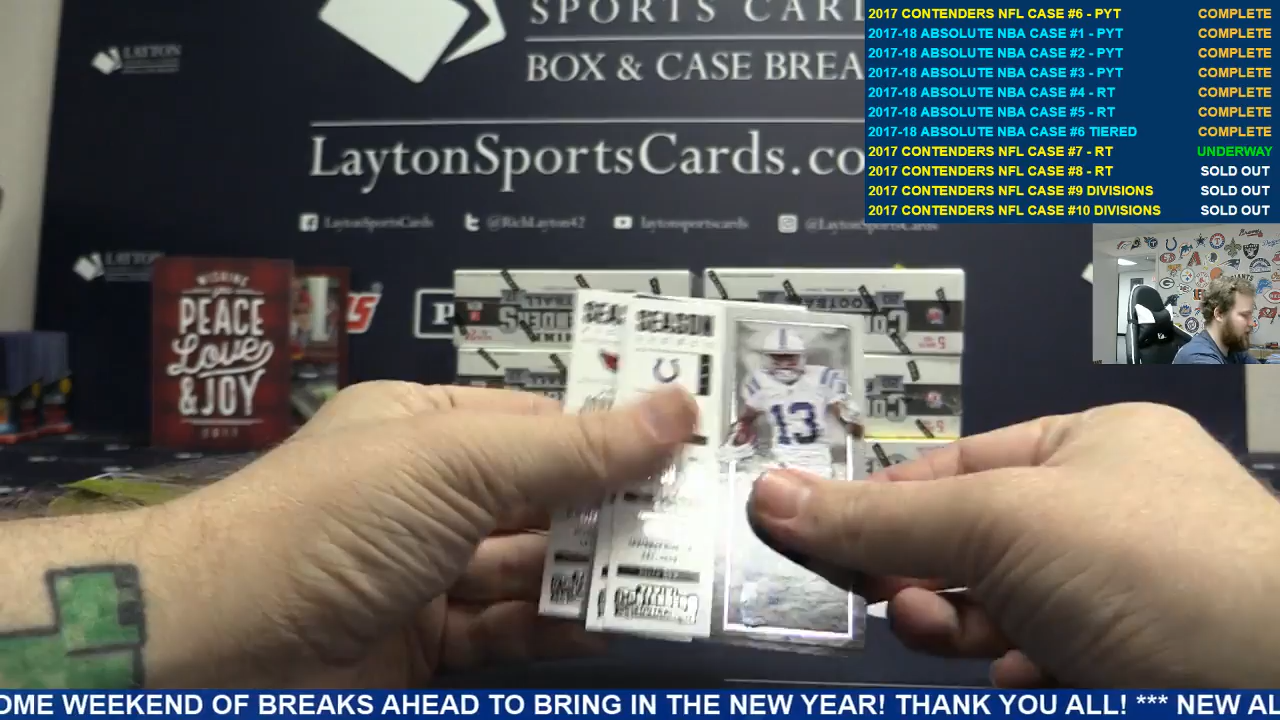 SPORTS CAR
BOX & CASE BREA
LaytonSportsCards.co
LaytonSportsCards
@RichLayton42
laytonsportscards
@LaytonSportsCards
LAYTON
2017 CONTENDERS NFL CASE #6 - PYT COMPLETE
2017-18 ABSOLUTE NBA CASE #1 - PYT COMPLETE
2017-18 ABSOLUTE NBA CASE #2 - PYT COMPLETE
2017-18 ABSOLUTE NBA CASE #3 - PYT COMPLETE
2017-18 ABSOLUTE NBA CASE #4 - RT COMPLETE
2017-18 ABSOLUTE NBA CASE #5 - RT COMPLETE
2017-18 ABSOLUTE NBA CASE #6 TIERED COMPLETE
2017 CONTENDERS NFL CASE #7 - RT UNDERWAY
2017 CONTENDERS NFL CASE #8 - RT SOLD OUT
2017 CONTENDERS NFL CASE #9 DIVISIONS SOLD OUT
2017 CONTENDERS NFL CASE #10 DIVISIONS SOLD OUT
WISHING
you
PEACE
Love
& JOY
2017
SEASON
13
OME WEEKEND OF BREAKS AHEAD TO BRING IN THE NEW YEAR! THANK YOU ALL! *** NEW AL